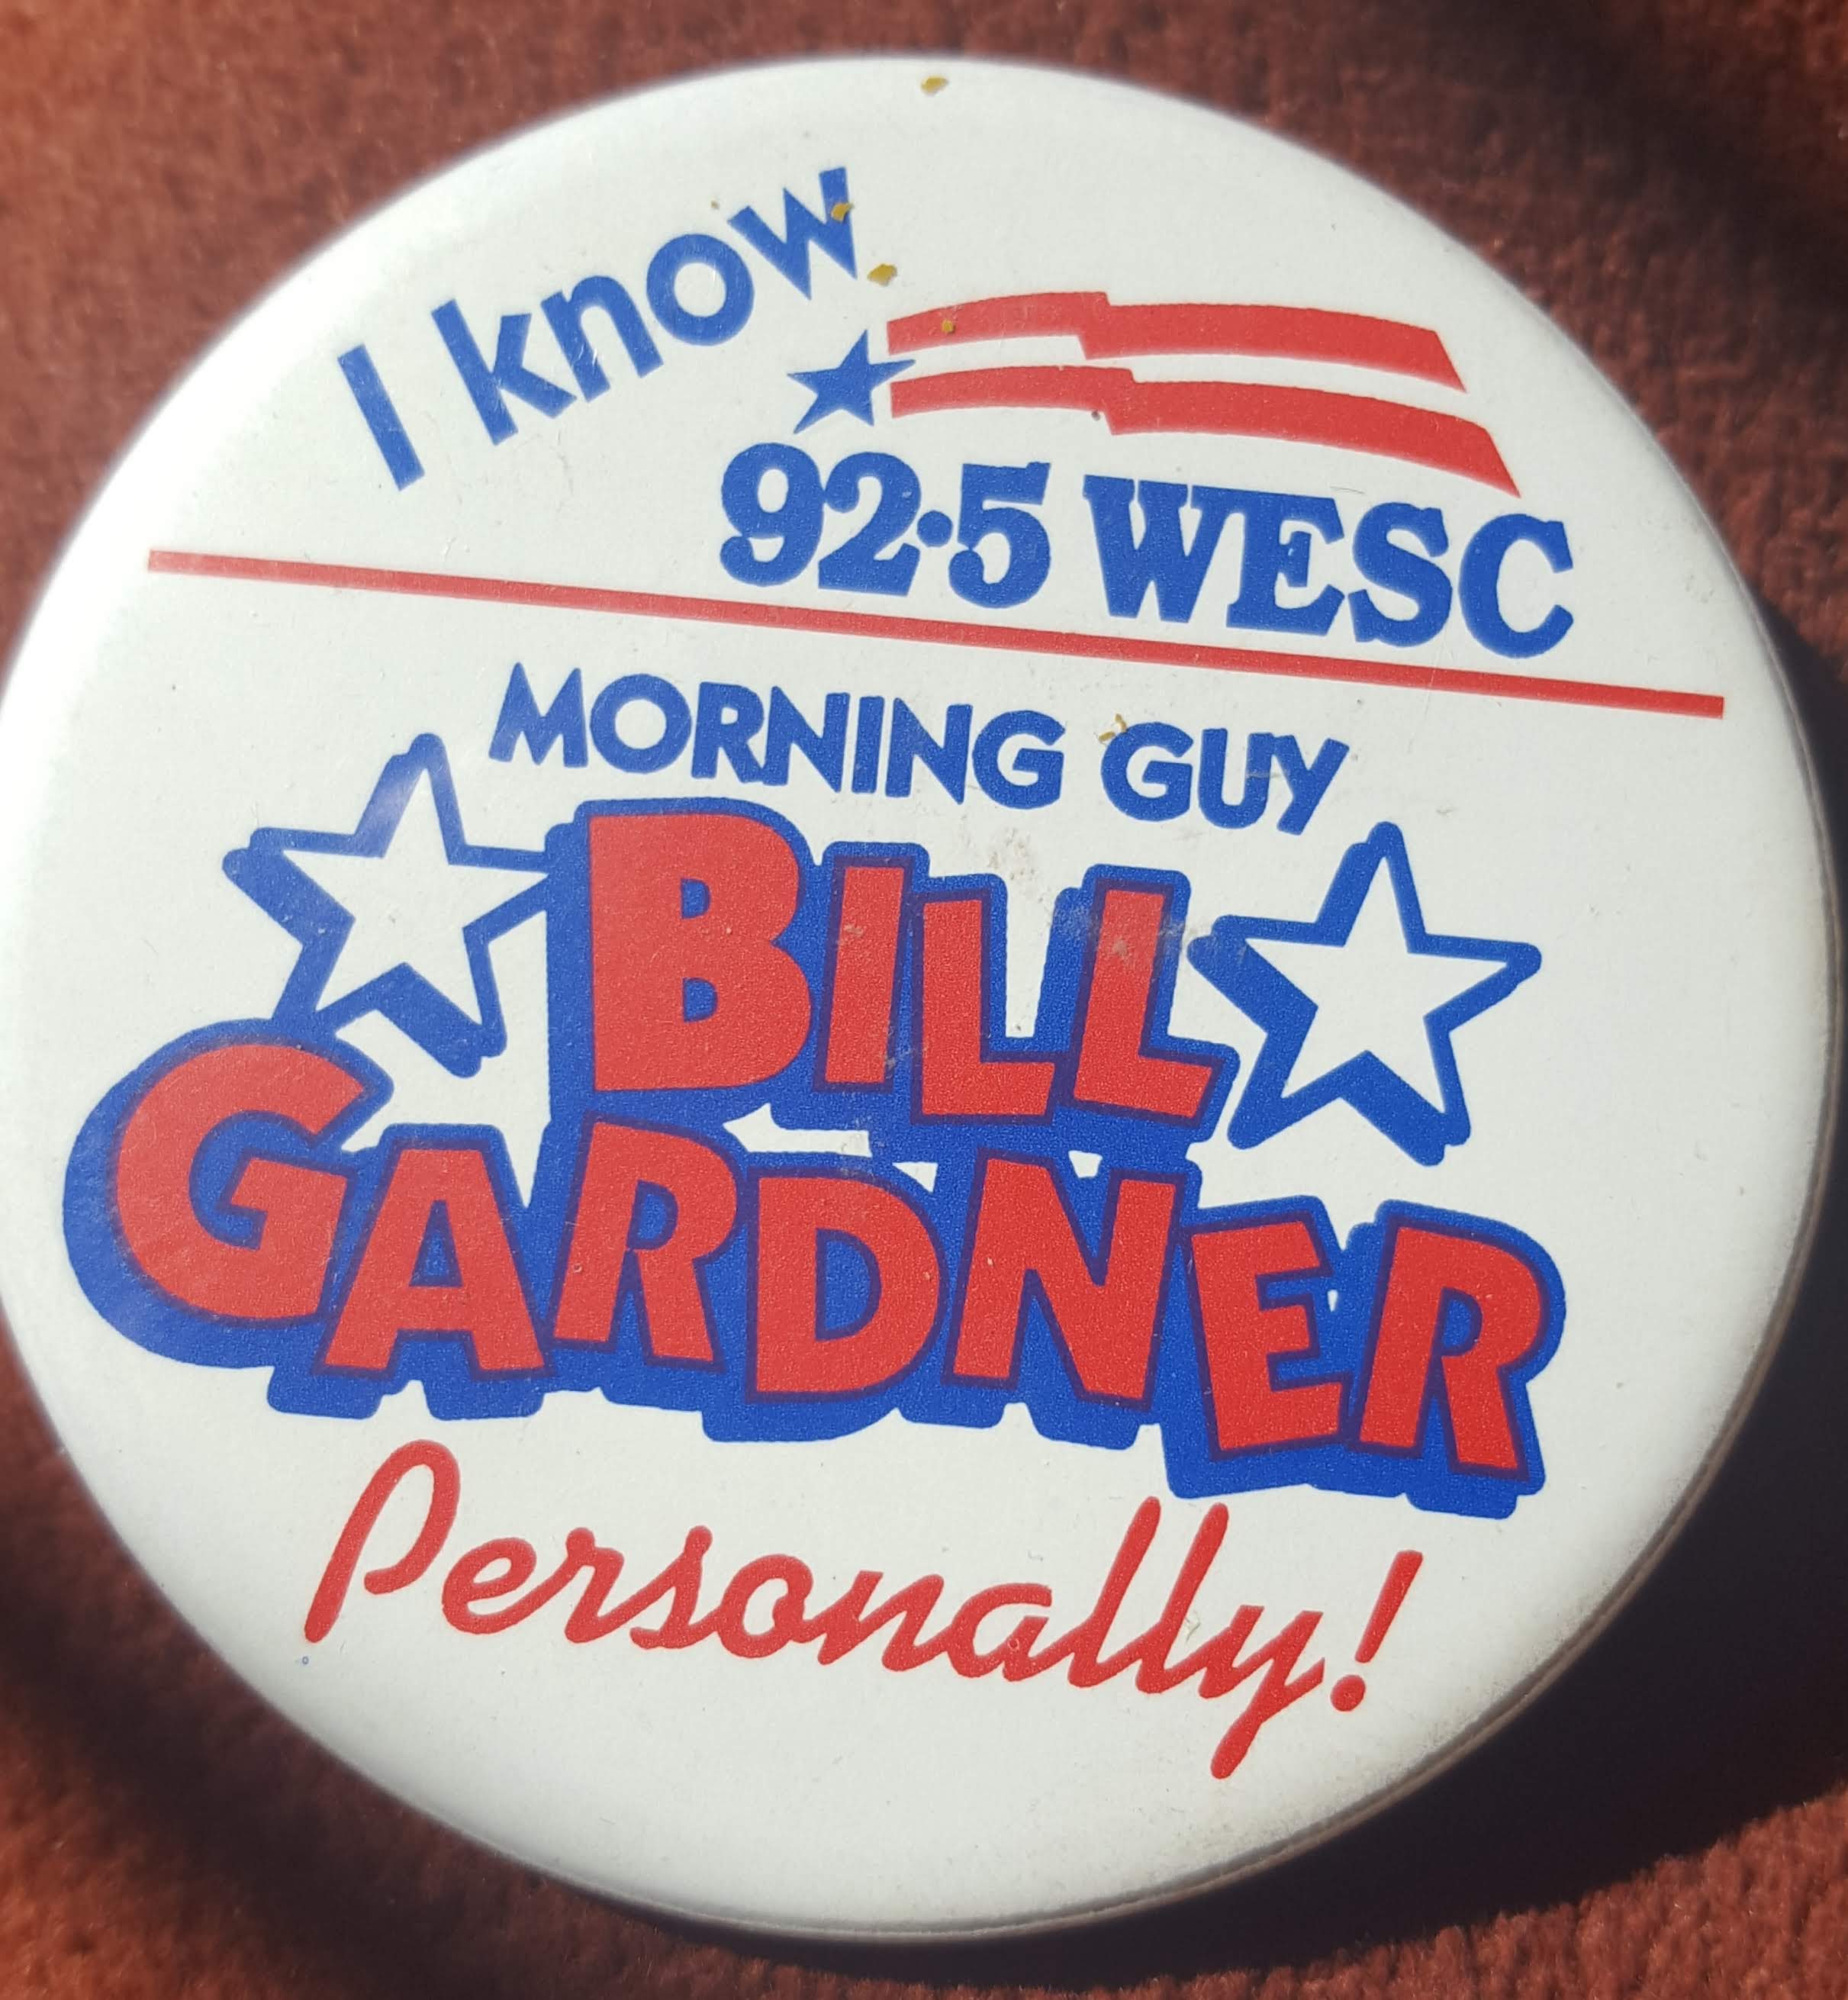 I know
92·5 WESC
MORNING GUY
BILL
GARDNER
Personally!